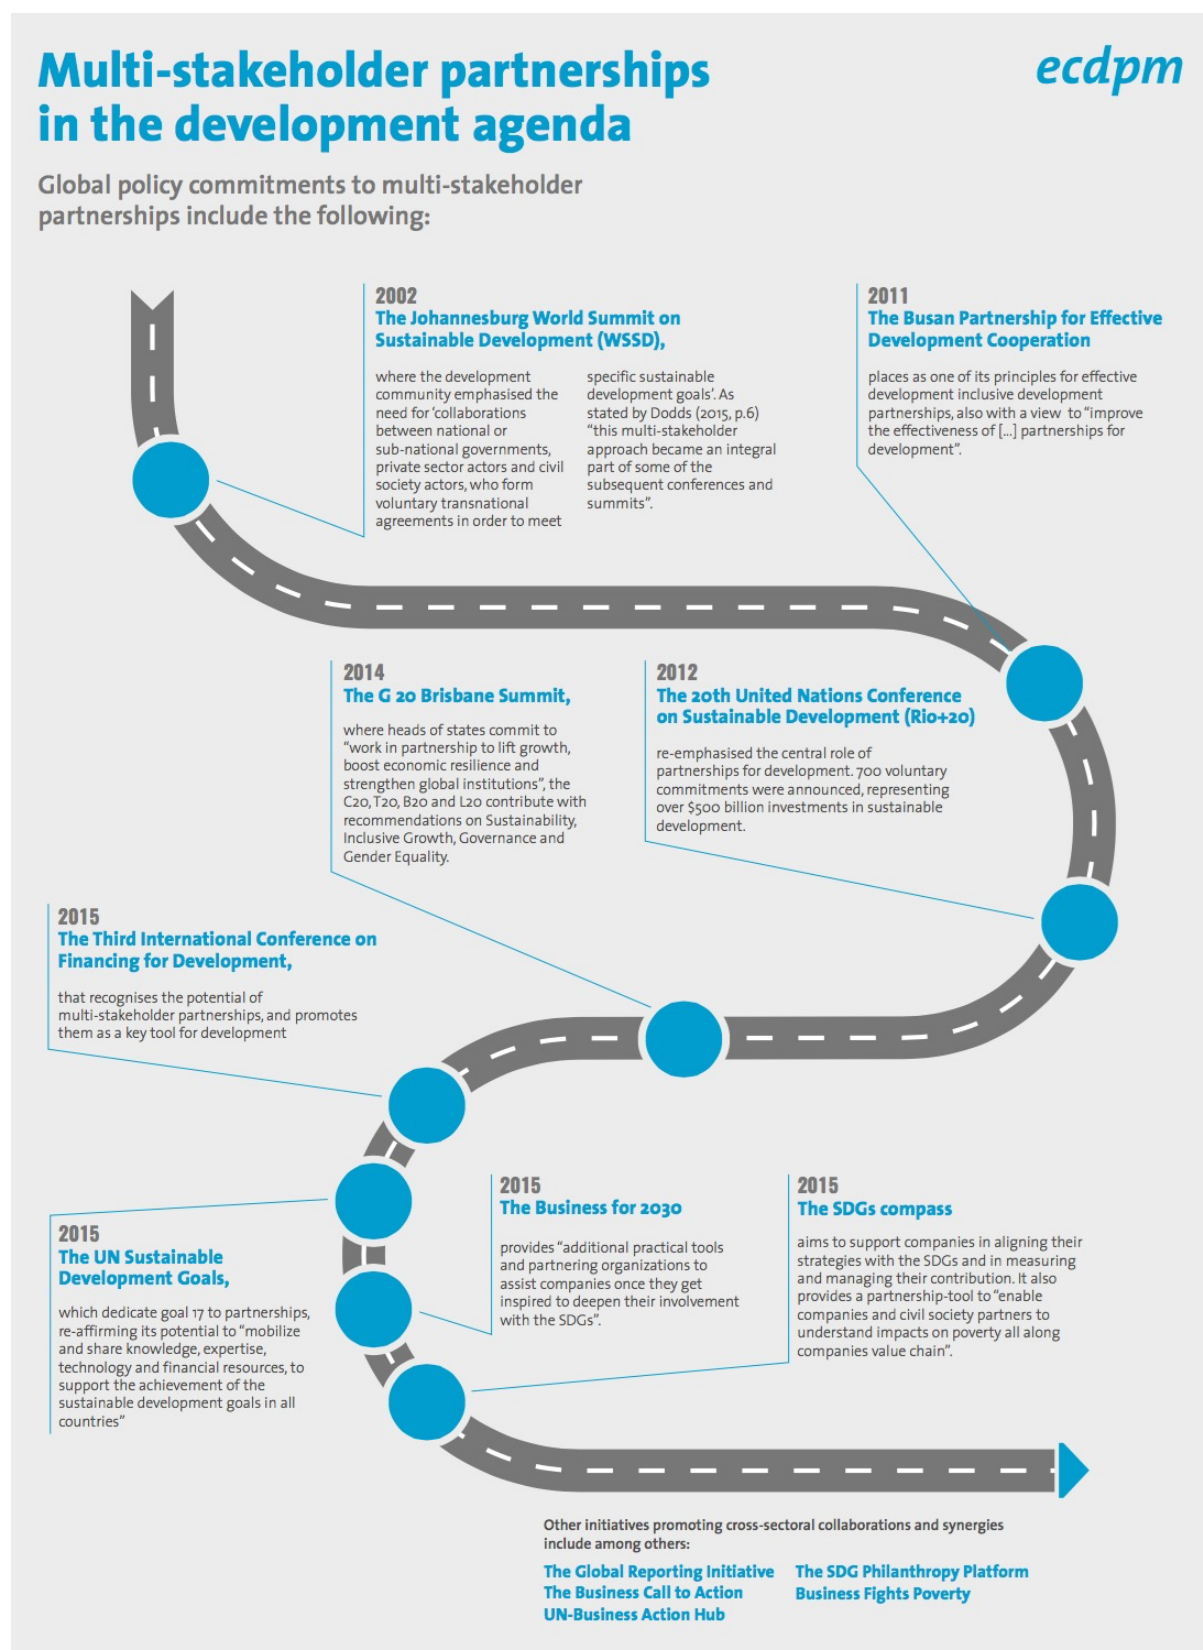 Multi-stakeholder partnerships
in the development agenda
ecdpm
Global policy commitments to multi-stakeholder
partnerships include the following:
2002
The Johannesburg World Summit on
Sustainable Development (WSSD),
where the development
community emphasised the
need for ‘collaborations
between national or
sub-national governments,
private sector actors and civil
society actors, who form
voluntary transnational
agreements in order to meet
specific sustainable
development goals’. As
stated by Dodds (2015, p.6)
“this multi-stakeholder
approach became an integral
part of some of the
subsequent conferences and
summits”.
2011
The Busan Partnership for Effective
Development Cooperation
places as one of its principles for effective
development inclusive development
partnerships, also with a view to “improve
the effectiveness of [...] partnerships for
development”.
2012
The 20th United Nations Conference
on Sustainable Development (Rio+20)
re-emphasised the central role of
partnerships for development. 700 voluntary
commitments were announced, representing
over $500 billion investments in sustainable
development.
2014
The G 20 Brisbane Summit,
where heads of states commit to
“work in partnership to lift growth,
boost economic resilience and
strengthen global institutions”, the
C20, T20, B20 and L20 contribute with
recommendations on Sustainability,
Inclusive Growth, Governance and
Gender Equality.
2015
The Third International Conference on
Financing for Development,
that recognises the potential of
multi-stakeholder partnerships, and promotes
them as a key tool for development
2015
The UN Sustainable
Development Goals,
which dedicate goal 17 to partnerships,
re-affirming its potential to “mobilize
and share knowledge, expertise,
technology and financial resources, to
support the achievement of the
sustainable development goals in all
countries”
2015
The Business for 2030
provides “additional practical tools
and partnering organizations to
assist companies once they get
inspired to deepen their involvement
with the SDGs”.
2015
The SDGs compass
aims to support companies in aligning their
strategies with the SDGs and in measuring
and managing their contribution. It also
provides a partnership-tool to “enable
companies and civil society partners to
understand impacts on poverty all along
companies value chain”.
Other initiatives promoting cross-sectoral collaborations and synergies
include among others:
The Global Reporting Initiative
The Business Call to Action
UN-Business Action Hub
The SDG Philanthropy Platform
Business Fights Poverty